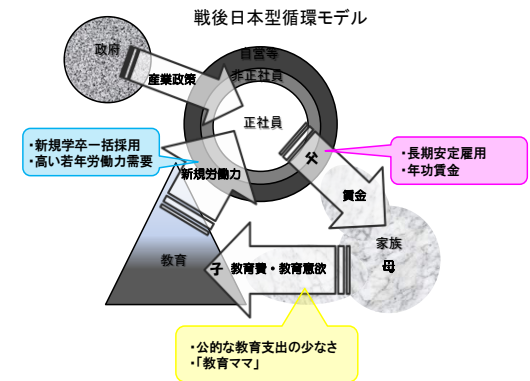 戦後日本型循環モデル
政府
産業政策
自営等
非正社員
正社員
・新規学卒一括採用
・高い若年労働力需要
父
・長期安定雇用
・年功賃金
新規労働力
賃金
家族
母
教育
子
教育費・教育意欲
・公的な教育支出の少なさ
・「教育ママ」